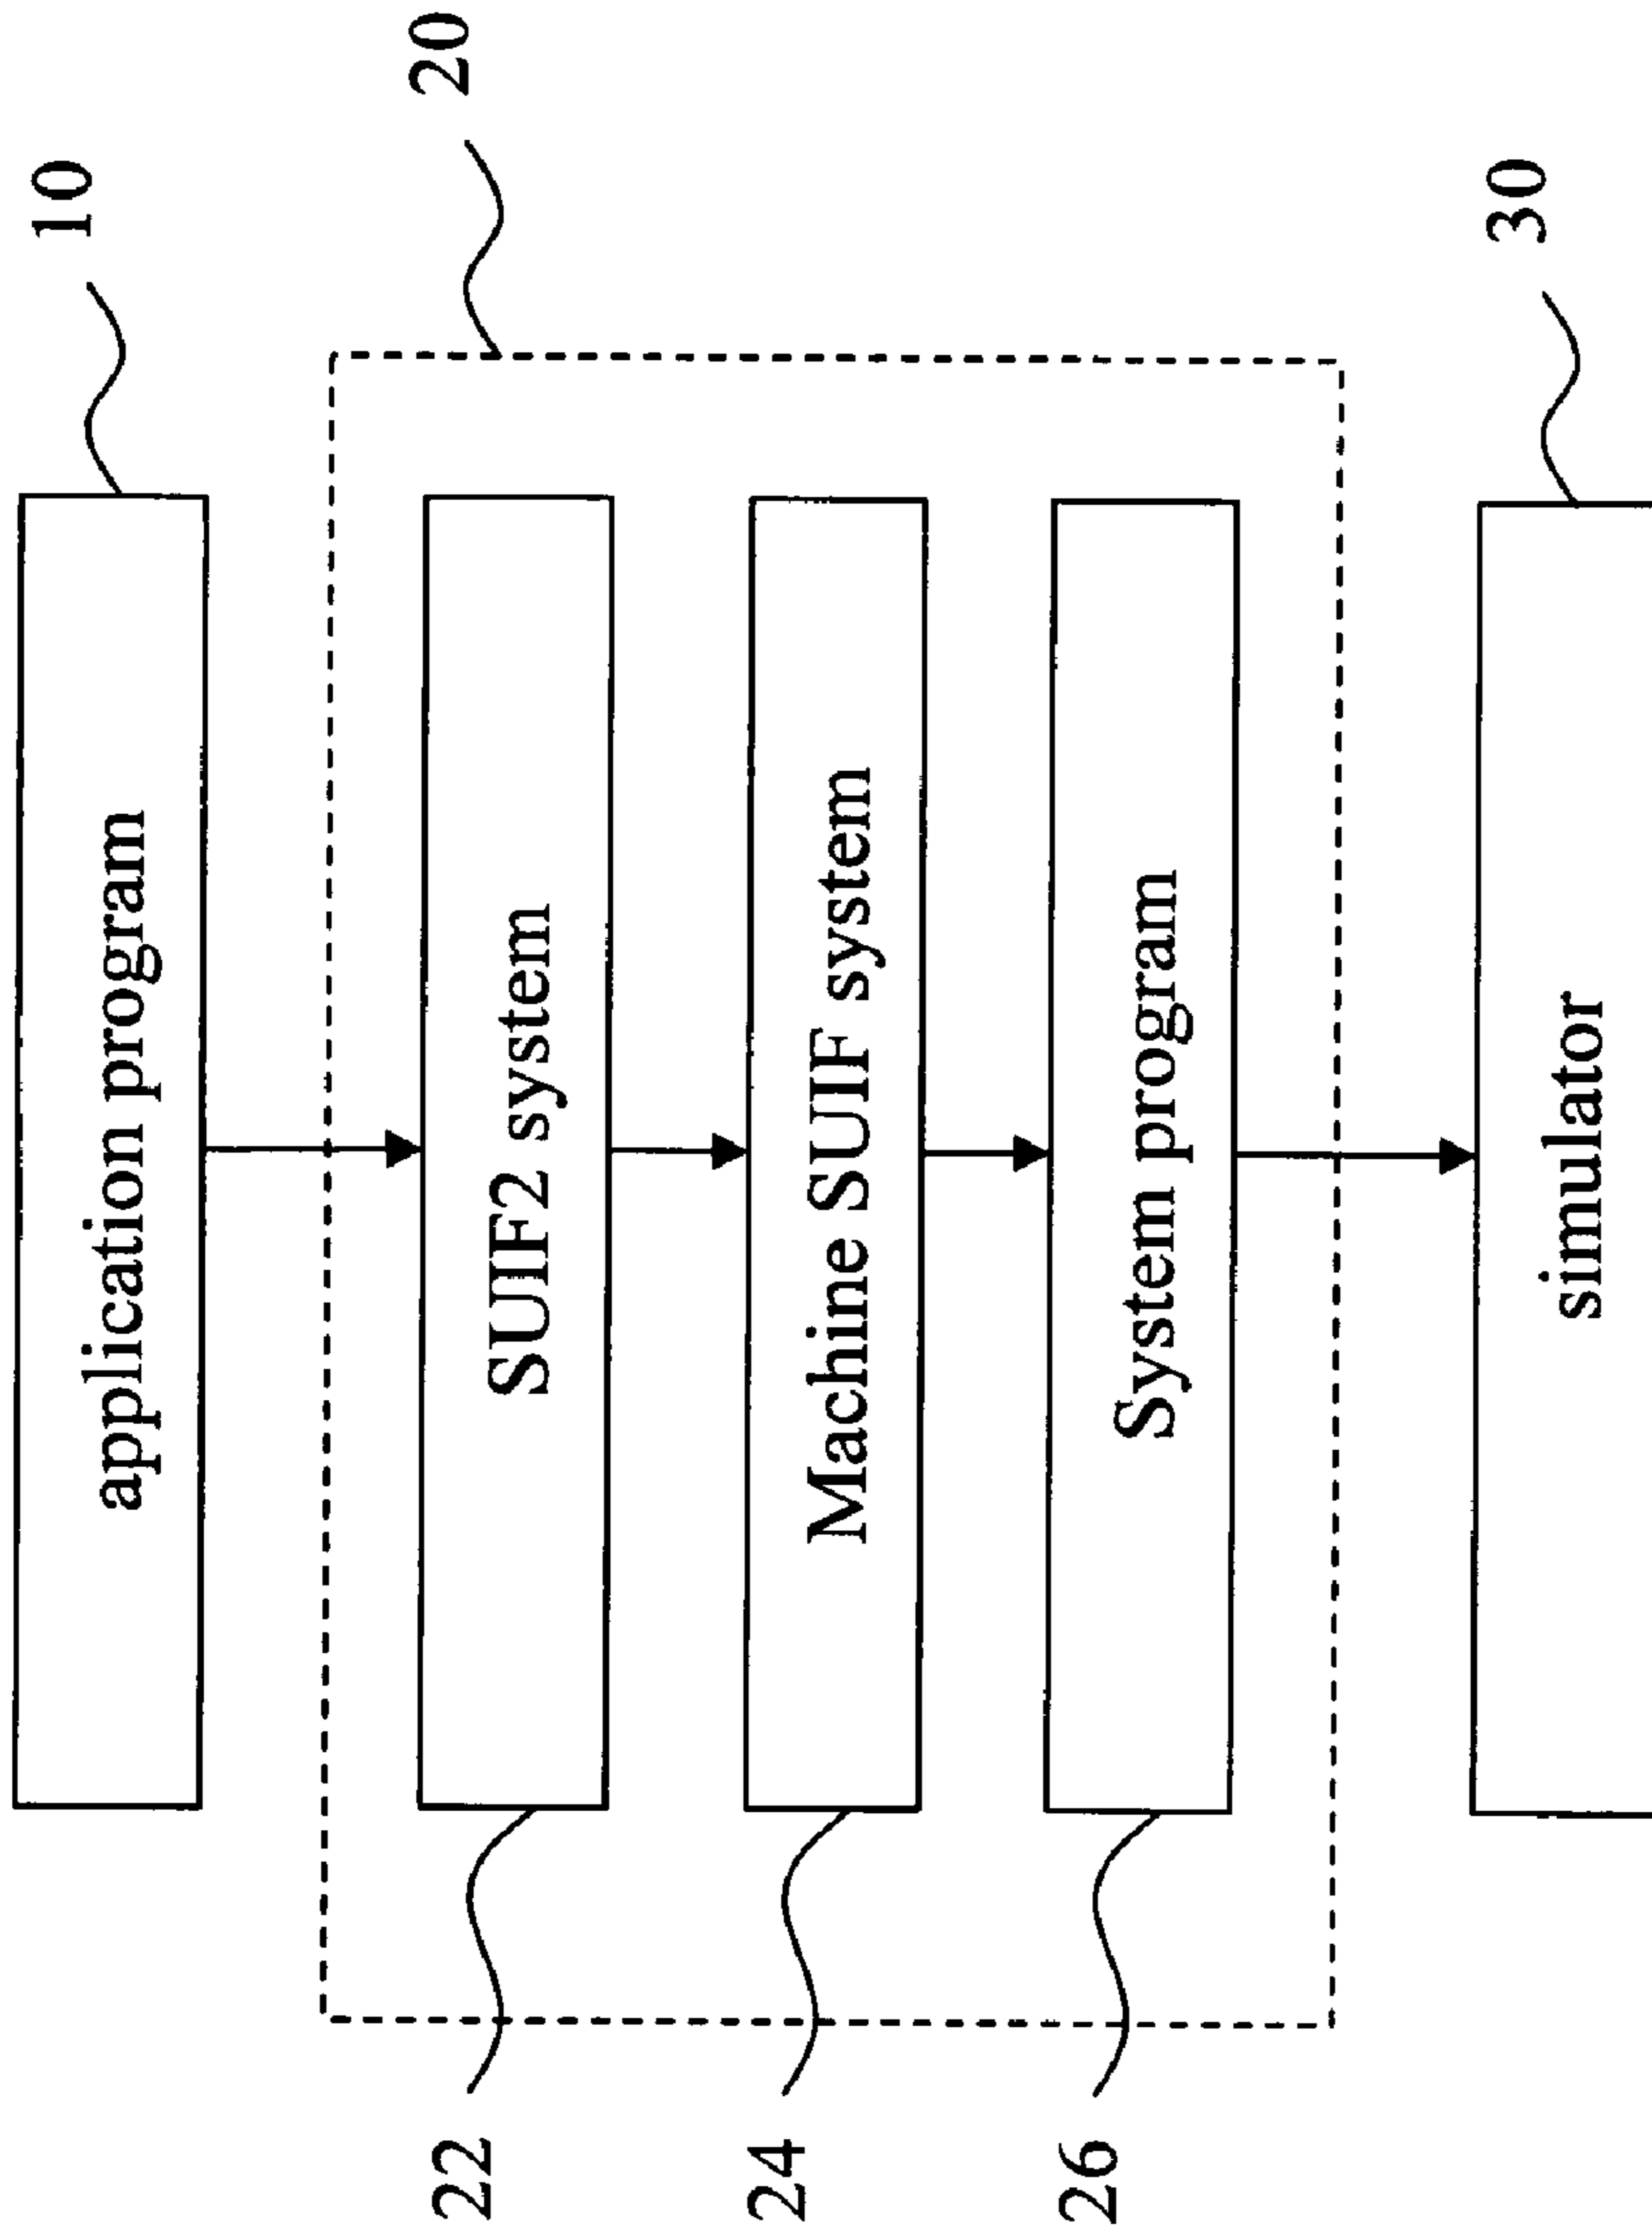 application program
10
20
SUIF2 system
22
Machine SUIF system
24
System program
26
simulator
30